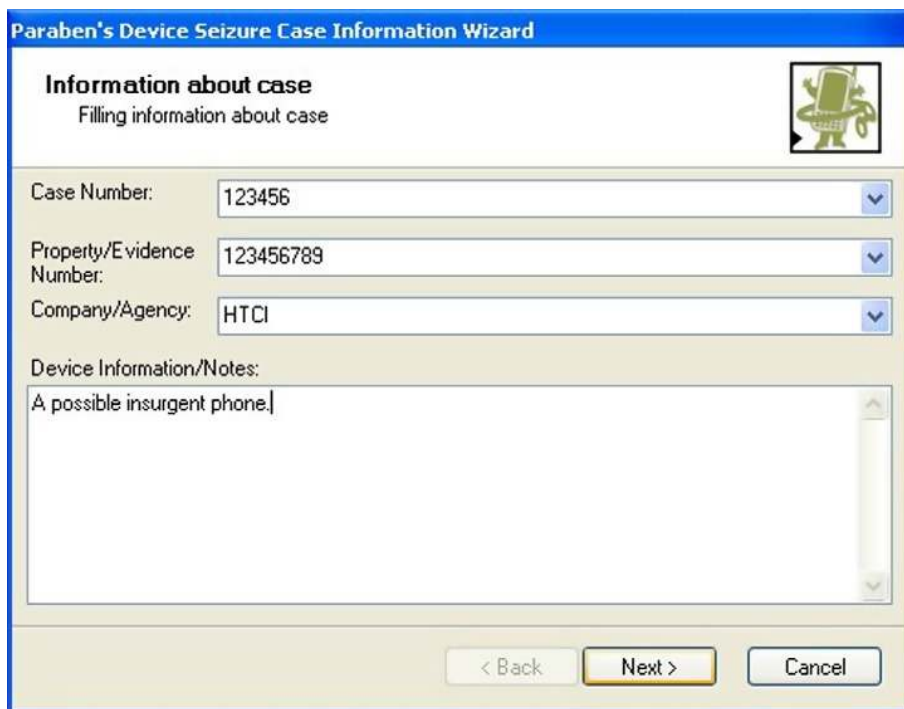 Paraben's Device Seizure Case Information Wizard
Information about case
Filling information about case
Case Number:
123456
Property/Evidence
Number:
123456789
Company/Agency:
HTCI
Device Information/Notes:
A possible insurgent phone.
< Back
Next >
Cancel